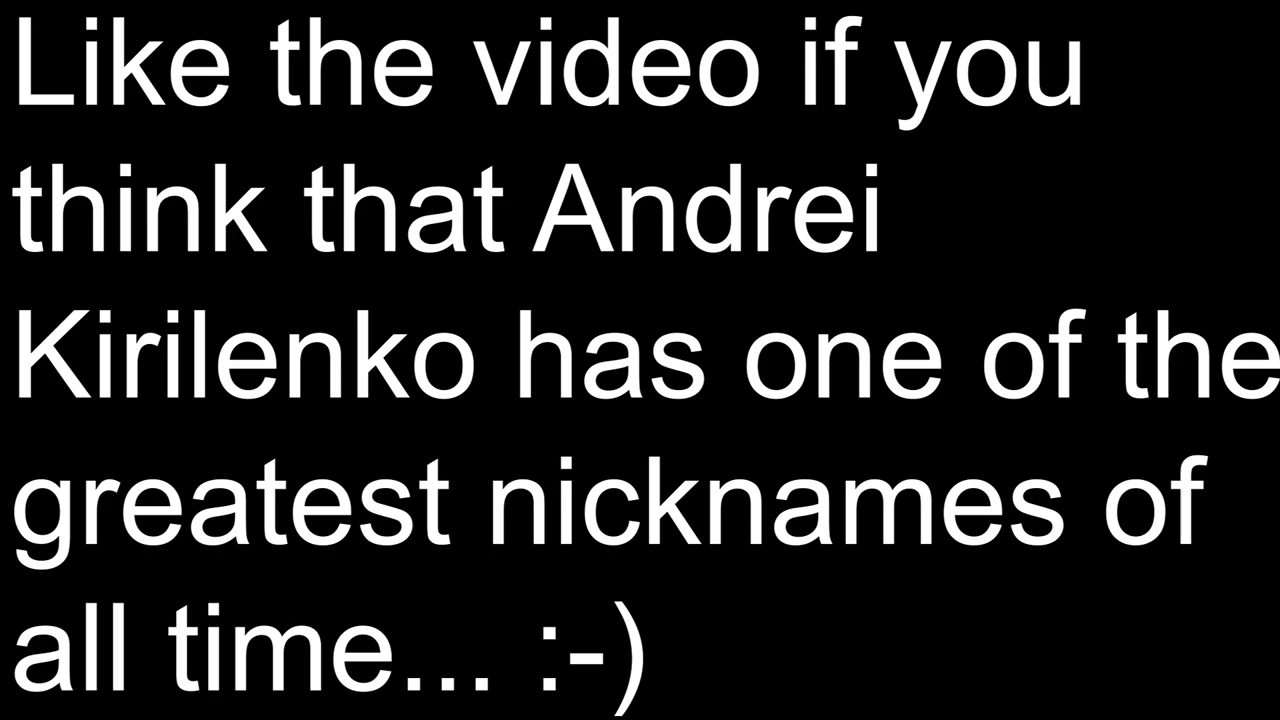 Like the video if you
think that Andrei
Kirilenko has one of the
greatest nicknames of
all time... :-)